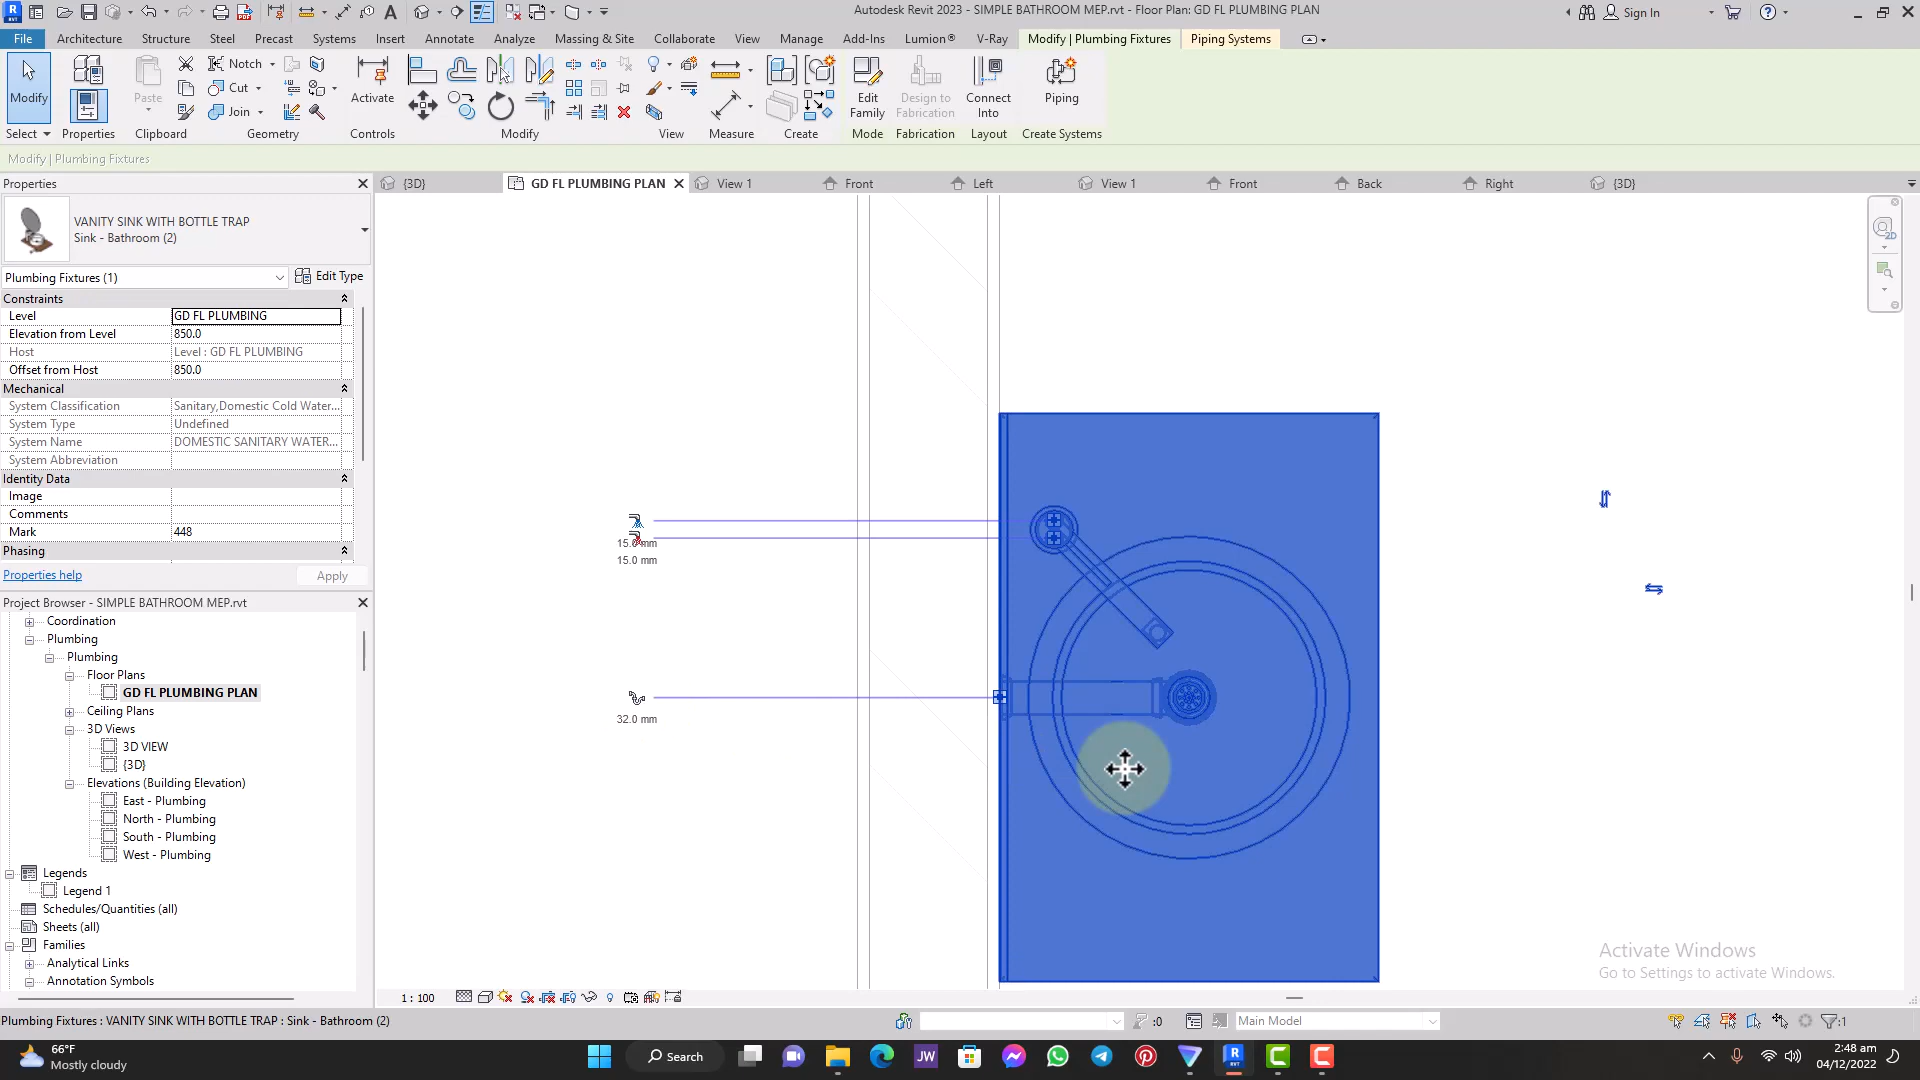 Autodesk Revit 2023 - SIMPLE BATHROOM MEP.rvt - Floor Plan: GD FL PLUMBING PLAN
Sign In
File Architecture Structure Steel Precast Systems Insert Annotate Analyze Massing & Site Collaborate View Manage Add-Ins Lumion® V-Ray Modify | Plumbing Fixtures Piping Systems
Modify
Select
Properties
Paste
Clipboard
Notch
Cut
Join
Geometry
Activate
Controls
Modify
View
Measure
Create
Edit
Family
Mode
Design to
Fabrication
Fabrication
Connect
Into
Layout
Piping
Create Systems
Modify | Plumbing Fixtures
Properties
{3D} GD FL PLUMBING PLAN View 1 Front Left View 1 Front Back Right {3D}
VANITY SINK WITH BOTTLE TRAP
Sink - Bathroom (2)
Plumbing Fixtures (1) Edit Type
Constraints
Level GD FL PLUMBING
Elevation from Level 850.0
Host Level : GD FL PLUMBING
Offset from Host 850.0
Mechanical
System Classification Sanitary,Domestic Cold Water...
System Type Undefined
System Name DOMESTIC SANITARY WATER...
System Abbreviation
Identity Data
Image
Comments
Mark 448
Phasing
Properties help Apply
Project Browser - SIMPLE BATHROOM MEP.rvt
Coordination
Plumbing
Plumbing
Floor Plans
GD FL PLUMBING PLAN
Ceiling Plans
3D Views
3D VIEW
{3D}
Elevations (Building Elevation)
East - Plumbing
North - Plumbing
South - Plumbing
West - Plumbing
Legends
Legend 1
Schedules/Quantities (all)
Sheets (all)
Families
Analytical Links
Annotation Symbols
15.0 mm
15.0 mm
32.0 mm
2D
Activate Windows
Go to Settings to activate Windows.
1 : 100
Plumbing Fixtures : VANITY SINK WITH BOTTLE TRAP : Sink - Bathroom (2)
:0
Main Model
:1
66°F
Mostly cloudy
Search
JW
R
RVT
2:48 am
04/12/2022